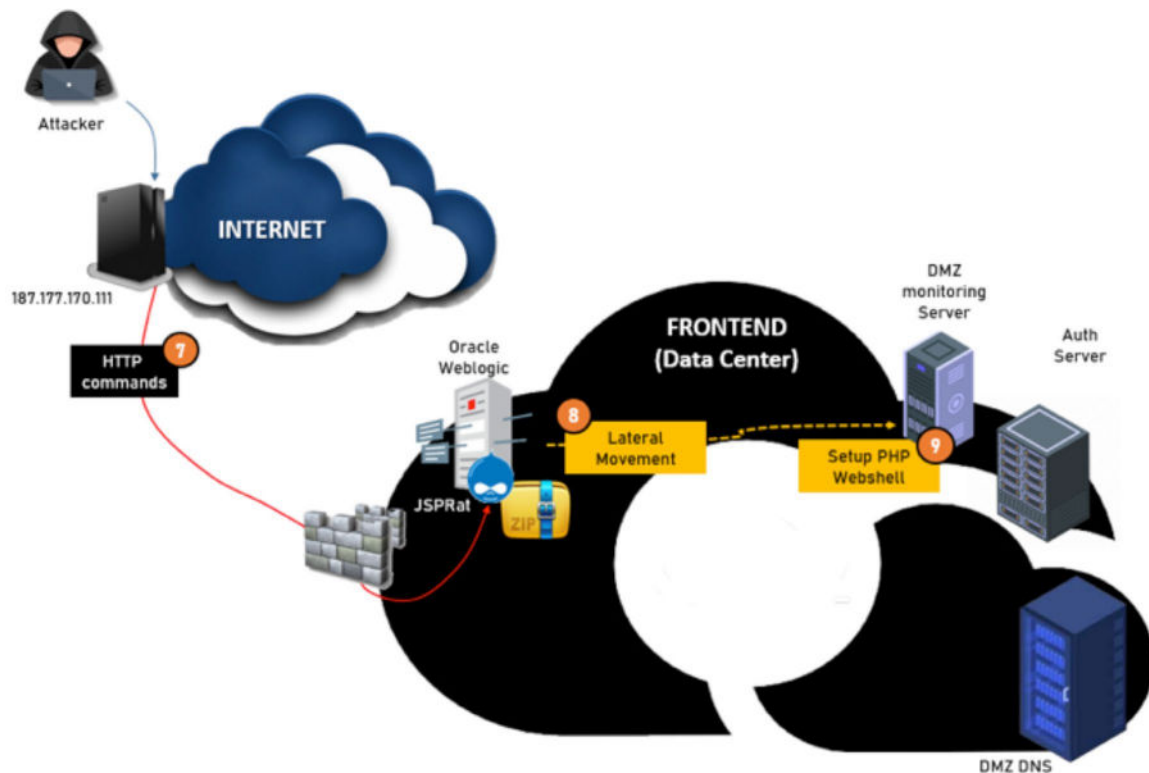 Attacker
INTERNET
187.177.170.111
HTTP
commands
7
Oracle
Weblogic
JSPRat
ZIP
FRONTEND
(Data Center)
8
Lateral
Movement
DMZ
monitoring
Server
Setup PHP
Webshell
9
Auth
Server
DMZ DNS